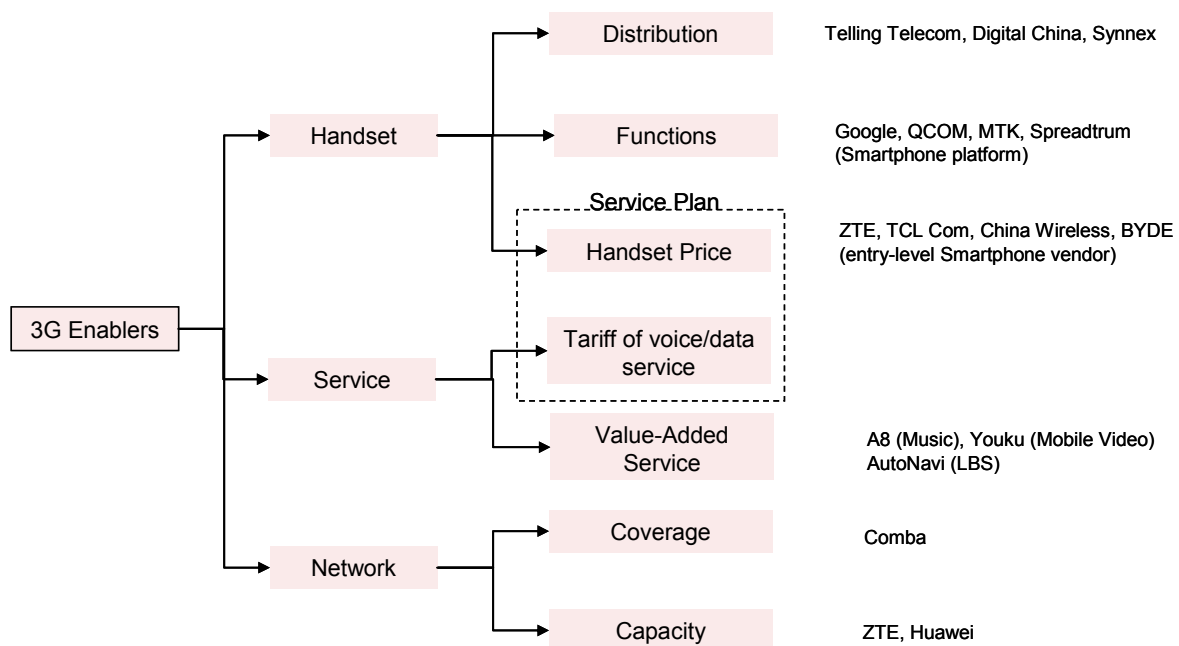 Distribution
Telling Telecom, Digital China, Synnex
Handset
Functions
Google, QCOM, MTK, Spreadtrum
(Smartphone platform)
Service Plan
Handset Price
ZTE, TCL Com, China Wireless, BYDE
(entry-level Smartphone vendor)
3G Enablers
Tariff of voice/data
service
Service
Value-Added
Service
A8 (Music), Youku (Mobile Video)
AutoNavi (LBS)
Coverage
Comba
Network
Capacity
ZTE, Huawei